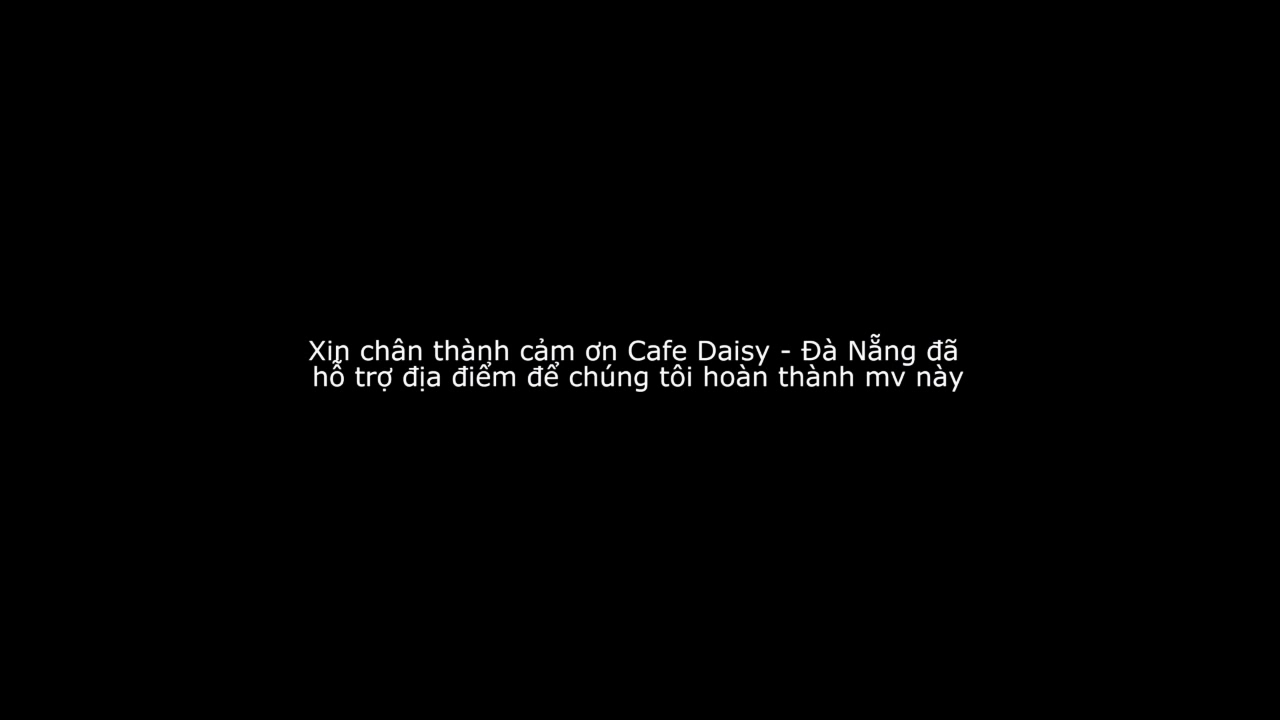 Xin chân thành cảm ơn Cafe Daisy - Đà Nẵng đã
hỗ trợ địa điểm để chúng tôi hoàn thành mv này